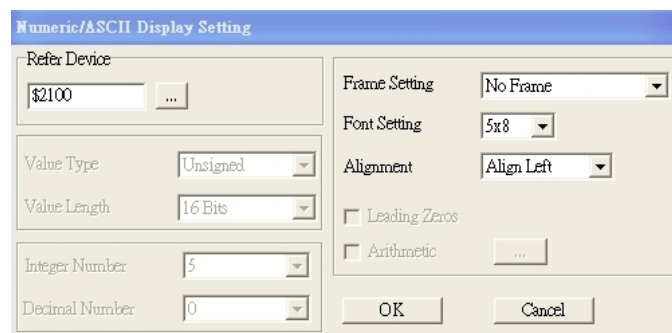 Numeric/ASCII Display Setting
Refer Device
$2100
...
Value Type
Unsigned
Value Length
16 Bits
Integer Number
5
Decimal Number
0
Frame Setting
No Frame
Font Setting
5x8
Alignment
Align Left
Leading Zeros
Arithmetic
...
OK
Cancel